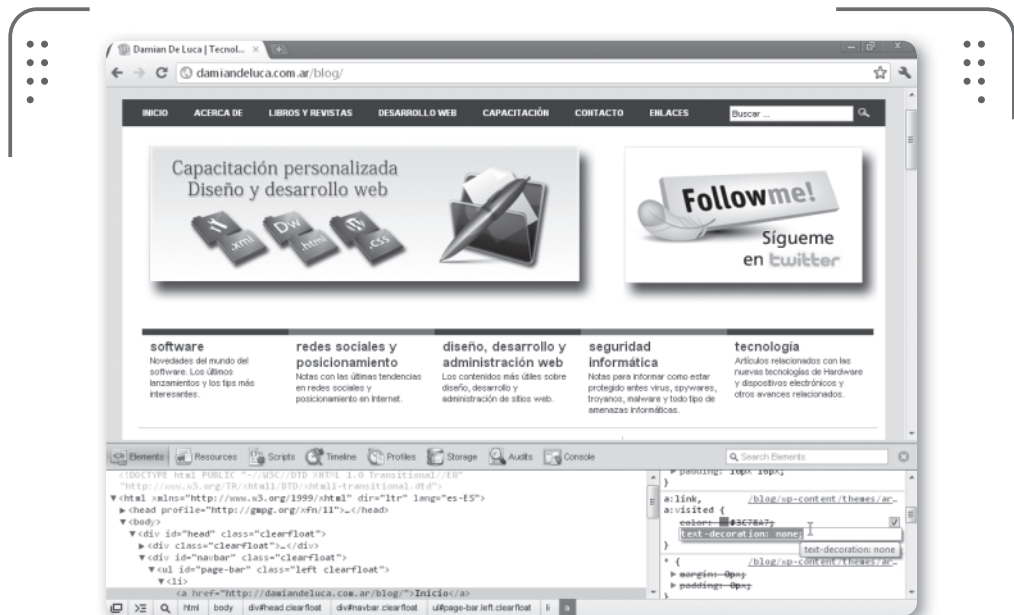 Damian De Luca | Tecnol...
damiandeluca.com.ar/blog/
INICIO ACERCA DE LIBROS Y REVISTAS DESARROLLO WEB CAPACITACIÓN CONTACTO ENLACES Buscar ...
Capacitación personalizada
Diseño y desarrollo web
.xml
Dw
.html
.css
Followme!
Sígueme
en twitter
software
Novedades del mundo del
software. Los últimos
lanzamientos y los tips más
interesantes.
redes sociales y
posicionamiento
Notas con las últimas tendencias
en redes sociales y
posicionamiento en Internet.
diseño, desarrollo y
administración web
Los contenidos más útiles sobre
diseño, desarrollo y
administración de sitios web.
seguridad
informática
Notas para informar como estar
protegido antes virus, spywares,
troyanos, malware y todo tipo de
amenazas informáticas.
tecnología
Artículos relacionados con las
nuevas tecnologías de Hardware
y dispositivos electrónicos y
otros avances relacionados.
Elements Resources Scripts Timeline Profiles Storage Audits Console Search Elements
<!DOCTYPE html PUBLIC "-//W3C//DTD XHTML 1.0 Transitional//EN"
"http://www.w3.org/TR/xhtml1/DTD/xhtml1-transitional.dtd">
▼<html xmlns="http://www.w3.org/1999/xhtml" dir="ltr" lang="es-ES">
▶<head profile="http://gmpg.org/xfn/11">…</head>
▼<body>
▼<div id="head" class="clearfloat">
▶<div class="clearfloat">…</div>
▼<div id="navbar" class="clearfloat">
▼<ul id="page-bar" class="left clearfloat">
▼<li>
<a href="http://damiandeluca.com.ar/blog/">Inicio</a>
▶ padding: 10px 10px;
}
a:link, /blog/wp-content/themes/ar…
a:visited {
color: #3C78A7;
text-decoration: none;
}
text-decoration: none
* { /blog/wp-content/themes/ar…
▶ margin: 0px;
▶ padding: 0px;
}
html body div#head.clearfloat div#navbar.clearfloat ul#page-bar.left.clearfloat li a